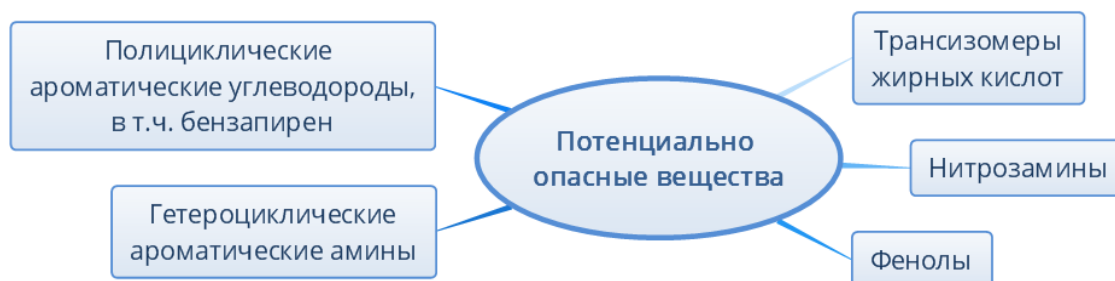 Полициклические
ароматические углеводороды,
в т.ч. бензапирен
Гетероциклические
ароматические амины
Потенциально
опасные вещества
Трансизомеры
жирных кислот
Нитрозамины
Фенолы